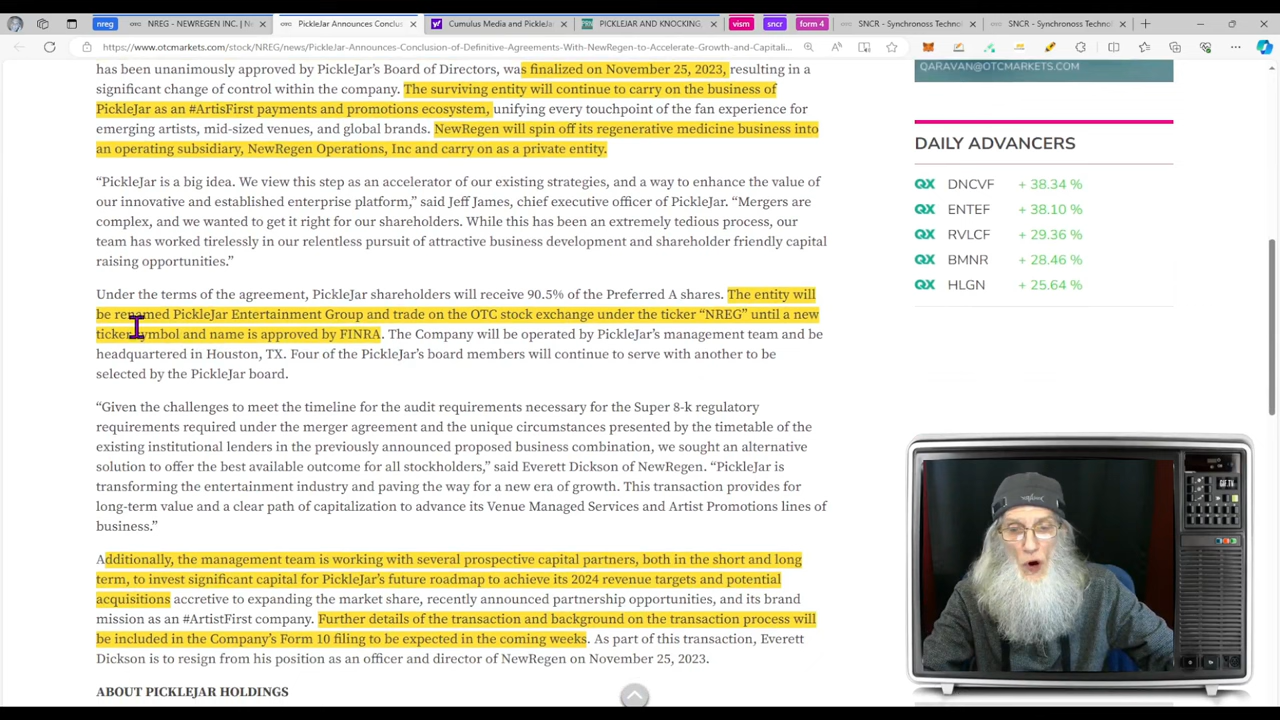 nreg
NREG - NEWREGEN INC. | N
PickleJar Announces Conclu
Cumulus Media and PickleJa
PICKLEJAR AND KNOCKING.
vism
sncr
form 4
SNCR - Synchronoss Technol
SNCR - Synchronoss Technol
https://www.otcmarkets.com/stock/NREG/news/PickleJar-Announces-Conclusion-of-Definitive-Agreements-With-NewRegen-to-Accelerate-Growth-and-Capitali...
has been unanimously approved by PickleJar's Board of Directors, was finalized on November 25, 2023, resulting in a
significant change of control within the company. The surviving entity will continue to carry on the business of
PickleJar as an #ArtisFirst payments and promotions ecosystem, unifying every touchpoint of the fan experience for
emerging artists, mid-sized venues, and global brands. NewRegen will spin off its regenerative medicine business into
an operating subsidiary, NewRegen Operations, Inc and carry on as a private entity.
“PickleJar is a big idea. We view this step as an accelerator of our existing strategies, and a way to enhance the value of
our innovative and established enterprise platform,” said Jeff James, chief executive officer of PickleJar. “Mergers are
complex, and we wanted to get it right for our shareholders. While this has been an extremely tedious process, our
team has worked tirelessly in our relentless pursuit of attractive business development and shareholder friendly capital
raising opportunities.”
Under the terms of the agreement, PickleJar shareholders will receive 90.5% of the Preferred A shares. The entity will
be renamed PickleJar Entertainment Group and trade on the OTC stock exchange under the ticker “NREG” until a new
ticker symbol and name is approved by FINRA. The Company will be operated by PickleJar's management team and be
headquartered in Houston, TX. Four of the PickleJar's board members will continue to serve with another to be
selected by the PickleJar board.
“Given the challenges to meet the timeline for the audit requirements necessary for the Super 8-k regulatory
requirements required under the merger agreement and the unique circumstances presented by the timetable of the
existing institutional lenders in the previously announced proposed business combination, we sought an alternative
solution to offer the best available outcome for all stockholders,” said Everett Dickson of NewRegen. “PickleJar is
transforming the entertainment industry and paving the way for a new era of growth. This transaction provides for
long-term value and a clear path of capitalization to advance its Venue Managed Services and Artist Promotions lines of
business.”
Additionally, the management team is working with several prospective capital partners, both in the short and long
term, to invest significant capital for PickleJar's future roadmap to achieve its 2024 revenue targets and potential
acquisitions accretive to expanding the market share, recently announced partnership opportunities, and its brand
mission as an #ArtistFirst company. Further details of the transaction and background on the transaction process will
be included in the Company's Form 10 filing to be expected in the coming weeks. As part of this transaction, Everett
Dickson is to resign from his position as an officer and director of NewRegen on November 25, 2023.
ABOUT PICKLEJAR HOLDINGS
QARAVAN@OTCMARKETS.COM
DAILY ADVANCERS
QX DNCVF + 38.34 %
QX ENTEF + 38.10 %
QX RVLCF + 29.36 %
QX BMNR + 28.46 %
QX HLGN + 25.64 %
GIF.TV